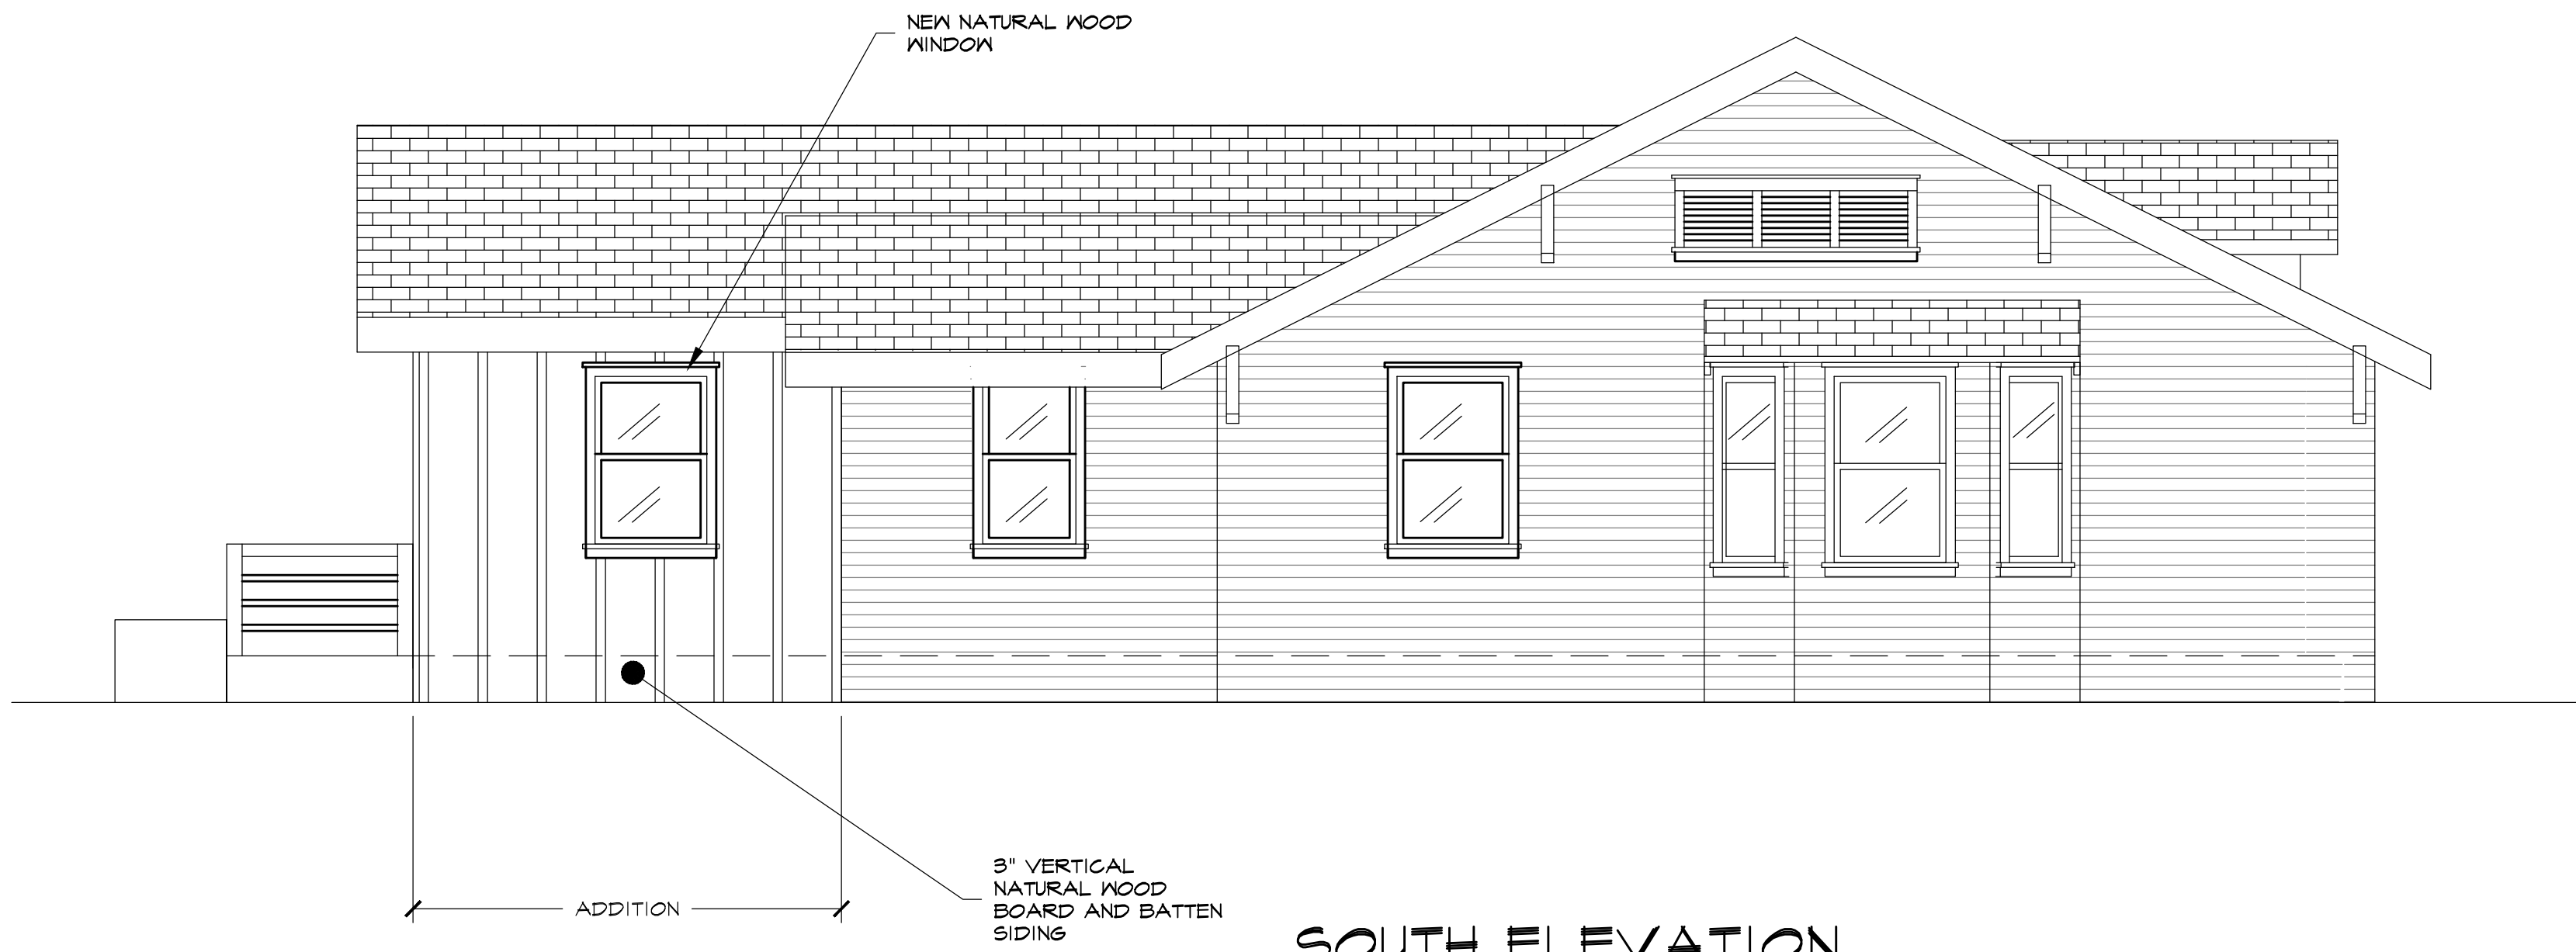 NEW NATURAL WOOD
WINDOW
ADDITION
3" VERTICAL
NATURAL WOOD
BOARD AND BATTEN
SIDING
SOUTH ELEVATION